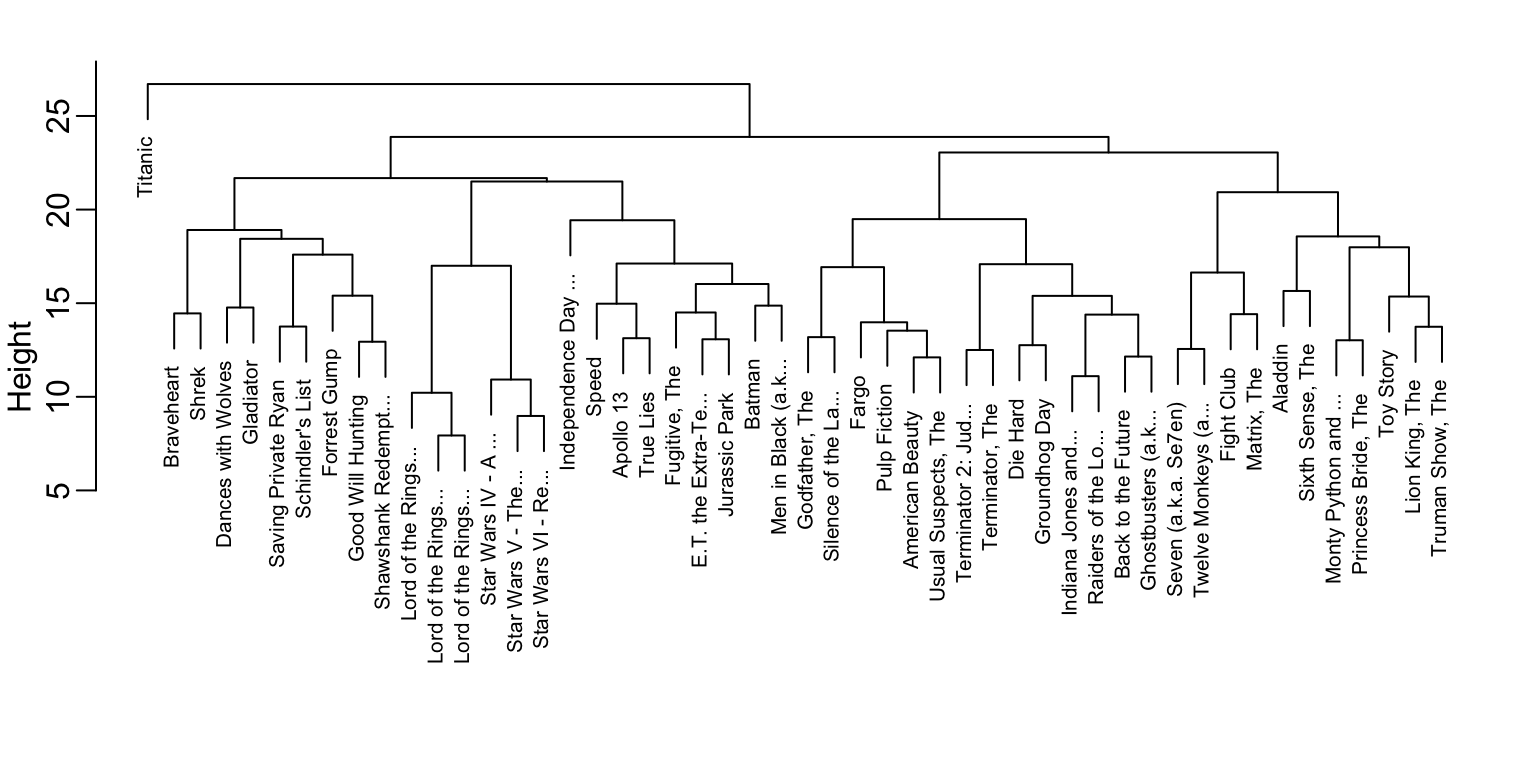 Height
25
20
15
10
5
Titanic
Braveheart
Shrek
Dances with Wolves
Gladiator
Saving Private Ryan
Schindler's List
Forrest Gump
Good Will Hunting
Shawshank Redempt...
Lord of the Rings...
Lord of the Rings...
Lord of the Rings...
Star Wars IV - A ...
Star Wars V - The...
Star Wars VI - Re...
Independence Day ...
Speed
Apollo 13
True Lies
Fugitive, The
E.T. the Extra-Te...
Jurassic Park
Batman
Men in Black (a.k...
Godfather, The
Silence of the La...
Fargo
Pulp Fiction
American Beauty
Usual Suspects, The
Terminator 2: Jud...
Terminator, The
Die Hard
Groundhog Day
Indiana Jones and...
Raiders of the Lo...
Back to the Future
Ghostbusters (a.k...
Seven (a.k.a. Se7en)
Twelve Monkeys (a...
Fight Club
Matrix, The
Aladdin
Sixth Sense, The
Monty Python and ...
Princess Bride, The
Toy Story
Lion King, The
Truman Show, The